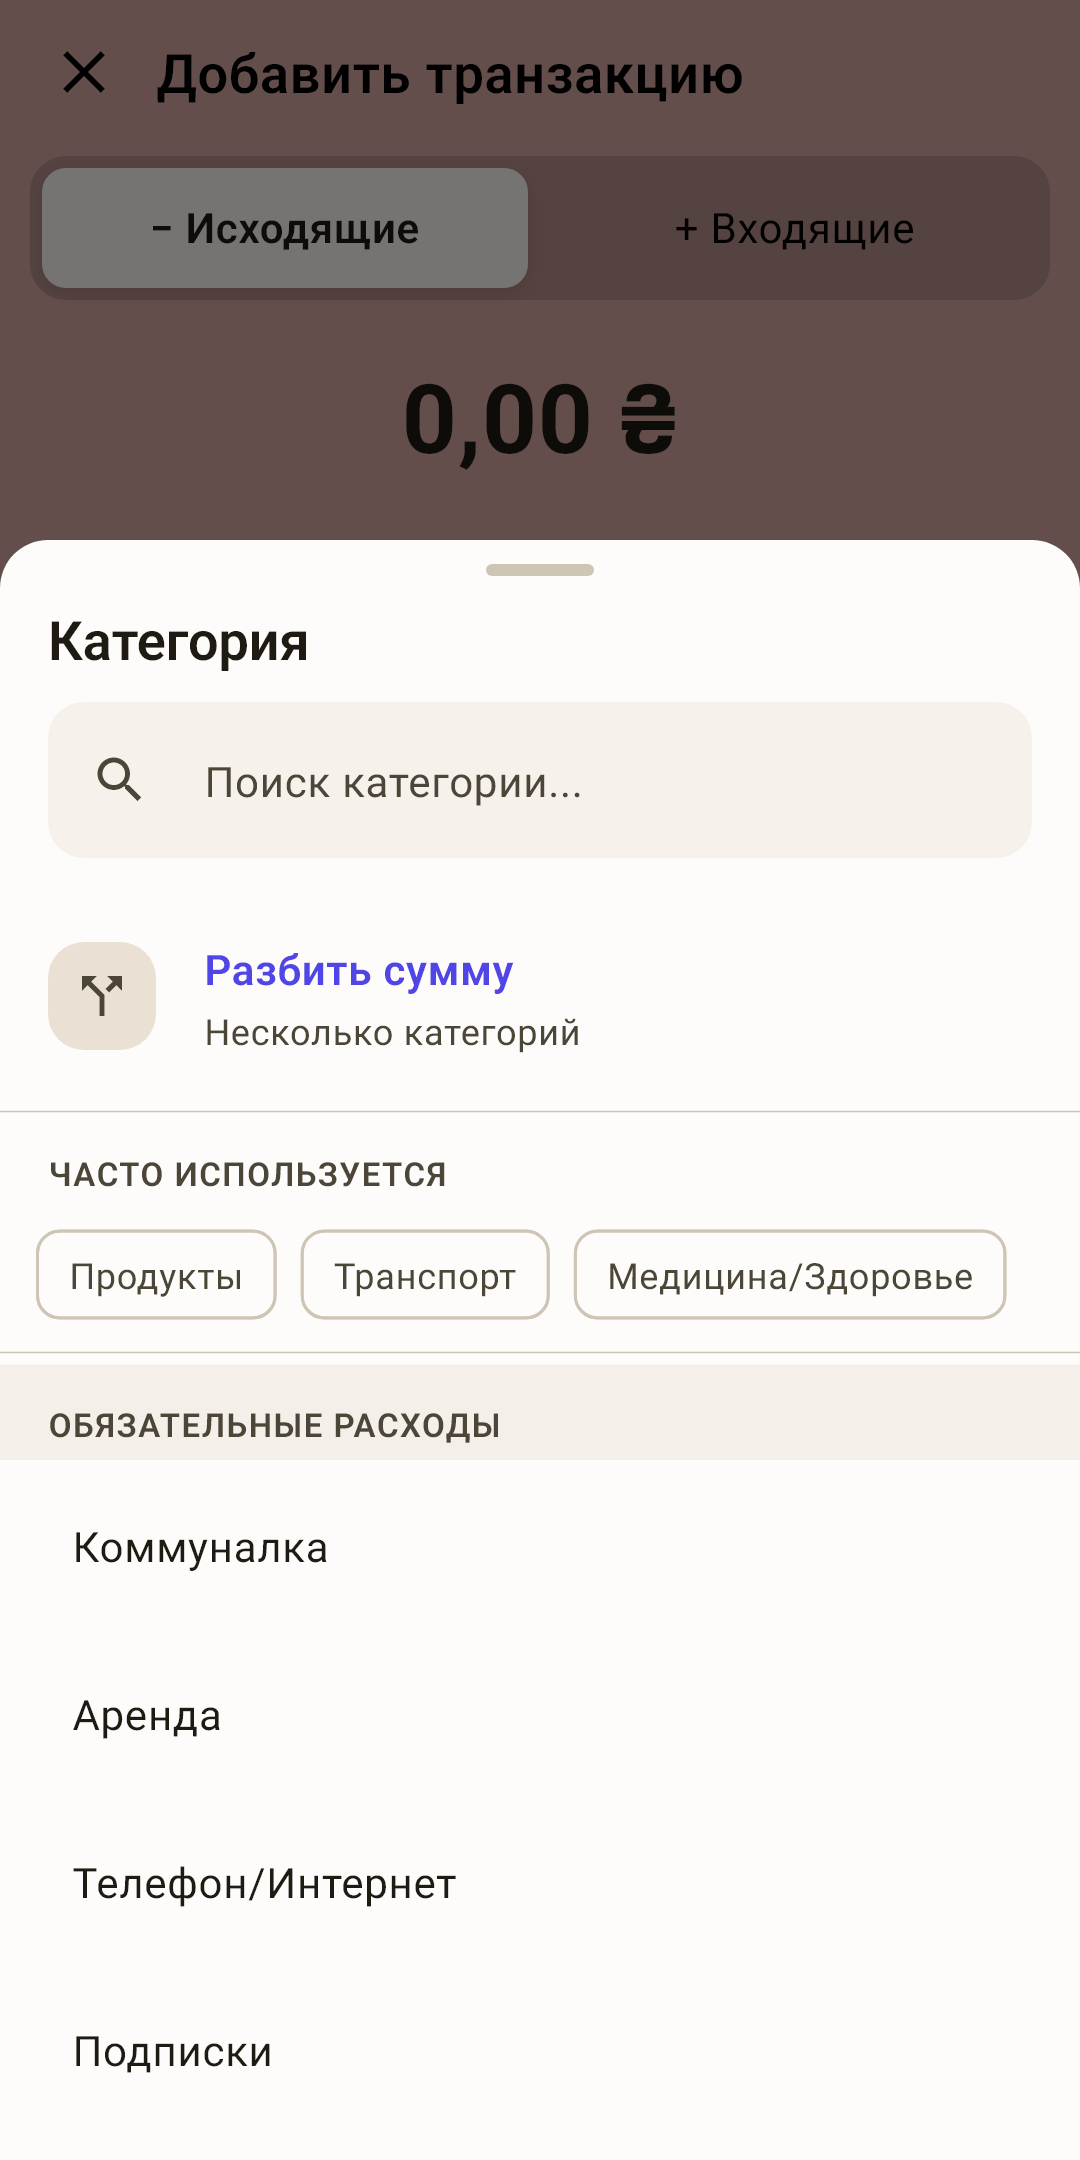 Добавить транзакцию
− Исходящие
+ Входящие
0,00 ₴
Категория
Поиск категории...
Разбить сумму
Несколько категорий
ЧАСТО ИСПОЛЬЗУЕТСЯ
Продукты
Транспорт
Медицина/Здоровье
ОБЯЗАТЕЛЬНЫЕ РАСХОДЫ
Коммуналка
Аренда
Телефон/Интернет
Подписки